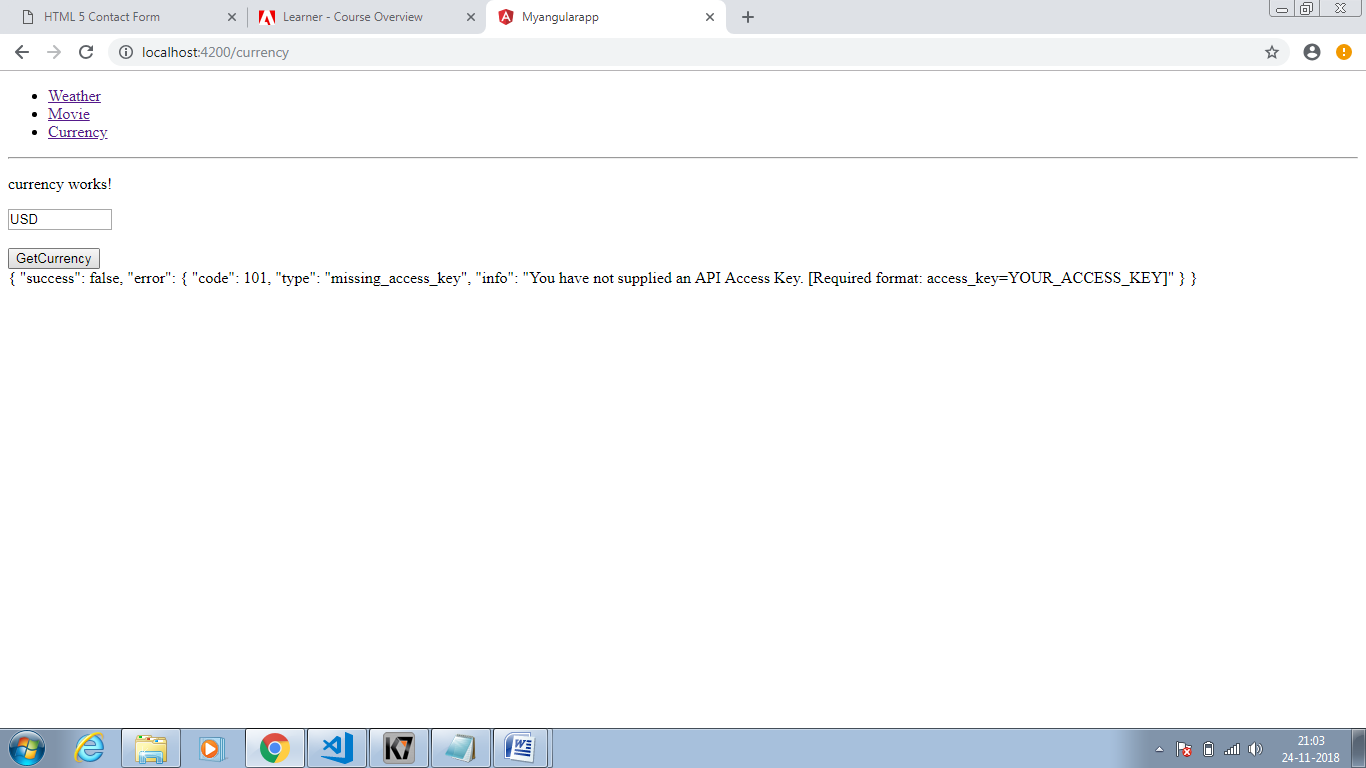 HTML 5 Contact Form
Learner - Course Overview
Myangularapp
localhost:4200/currency
Weather
Movie
Currency
currency works!
USD
GetCurrency
{ "success": false, "error": { "code": 101, "type": "missing_access_key", "info": "You have not supplied an API Access Key. [Required format: access_key=YOUR_ACCESS_KEY]" } }
K7
21:03
24-11-2018